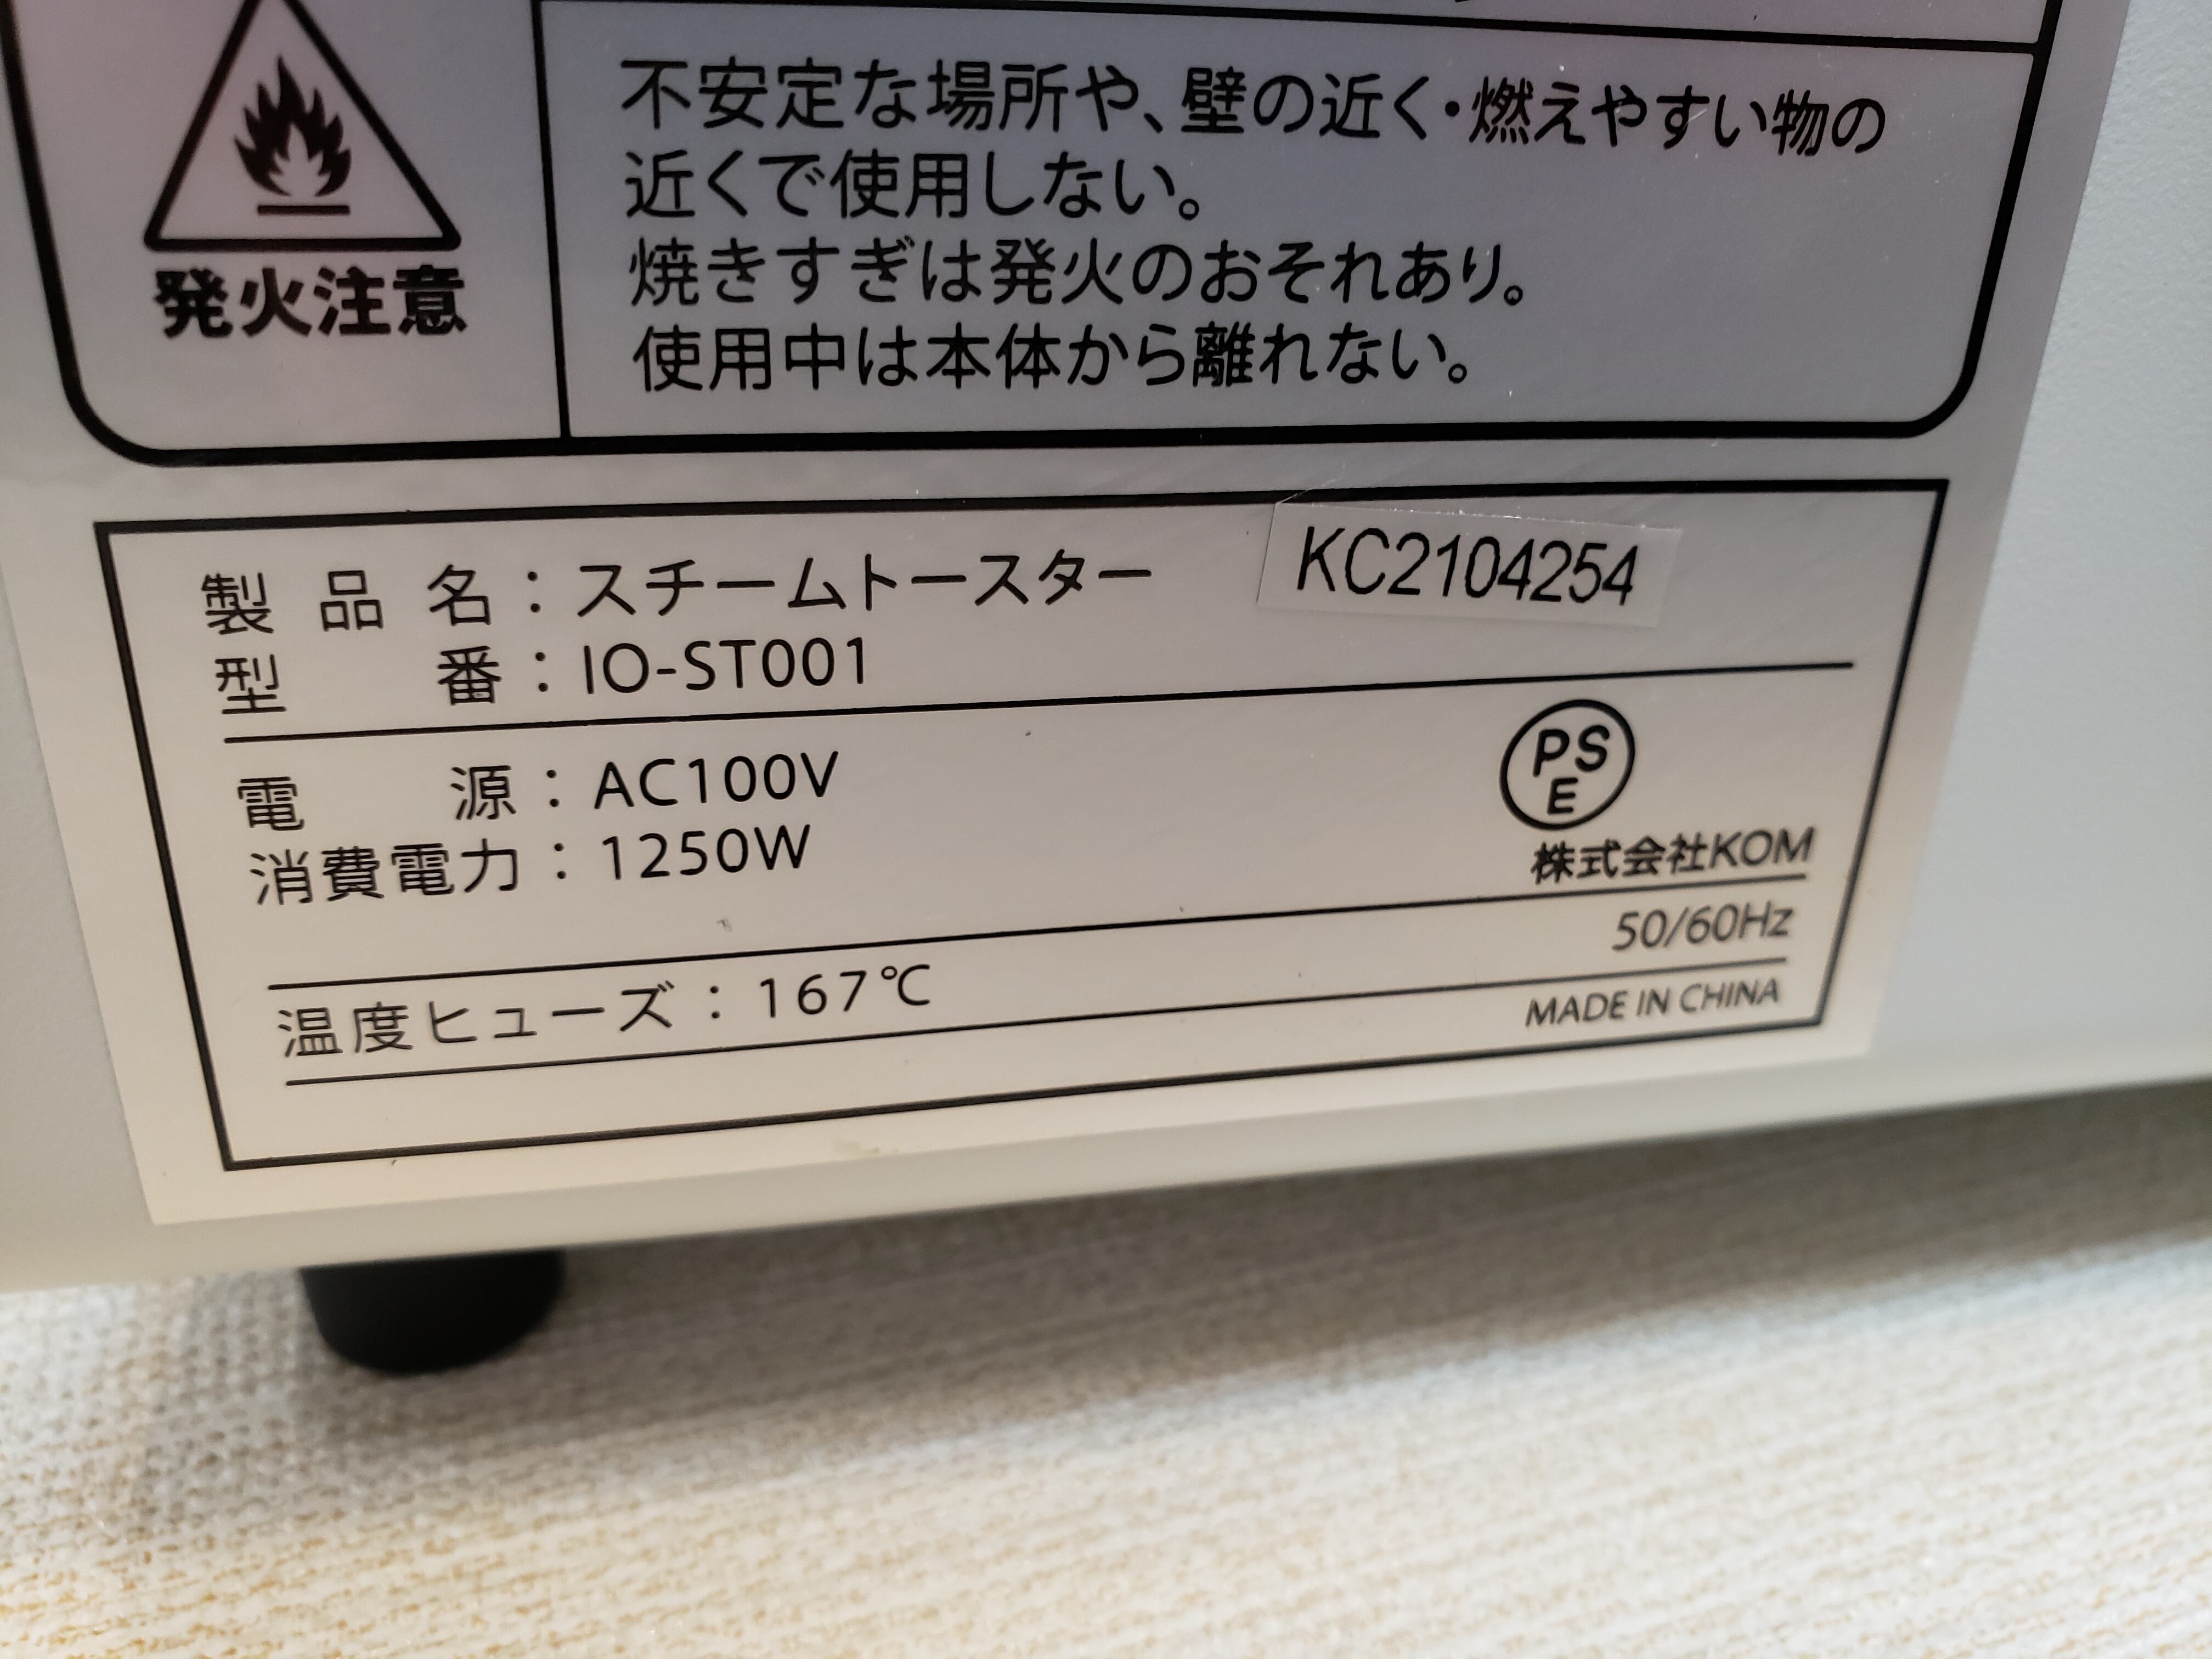 不安定な場所や、壁の近く・燃えやすい物の
近くで使用しない。
焼きすぎは発火のおそれあり。
使用中は本体から離れない。
発火注意
製品名：スチームトースター
KC2104254
型番：IO-ST001
電源：AC100V
消費電力：1250W
PSE
株式会社KOM
50/60Hz
温度ヒューズ：167℃
MADE IN CHINA